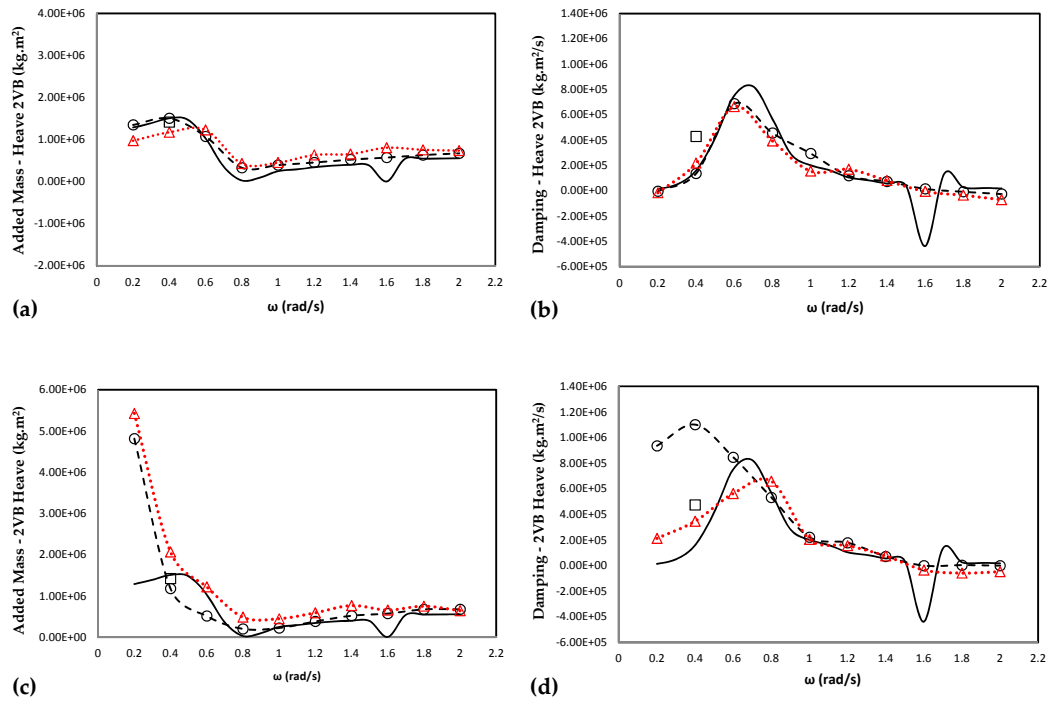 4.00E+06
3.00E+06
2.00E+06
1.00E+06
0.00E+00
-1.00E+06
-2.00E+06
Added Mass - Heave 2VB (kg.m²)
0 0.2 0.4 0.6 0.8 1 1.2 1.4 1.6 1.8 2 2.2
ω (rad/s)
(a)
1.40E+06
1.20E+06
1.00E+06
8.00E+05
6.00E+05
4.00E+05
2.00E+05
0.00E+00
-2.00E+05
-4.00E+05
-6.00E+05
Damping - Heave 2VB (kg.m²/s)
0 0.2 0.4 0.6 0.8 1 1.2 1.4 1.6 1.8 2 2.2
ω (rad/s)
(b)
6.00E+06
5.00E+06
4.00E+06
3.00E+06
2.00E+06
1.00E+06
0.00E+00
Added Mass - 2VB Heave (kg.m²)
0 0.2 0.4 0.6 0.8 1 1.2 1.4 1.6 1.8 2 2.2
ω (rad/s)
(c)
1.40E+06
1.20E+06
1.00E+06
8.00E+05
6.00E+05
4.00E+05
2.00E+05
0.00E+00
-2.00E+05
-4.00E+05
-6.00E+05
Damping - 2VB Heave (kg.m²/s)
0 0.2 0.4 0.6 0.8 1 1.2 1.4 1.6 1.8 2 2.2
ω (rad/s)
(d)